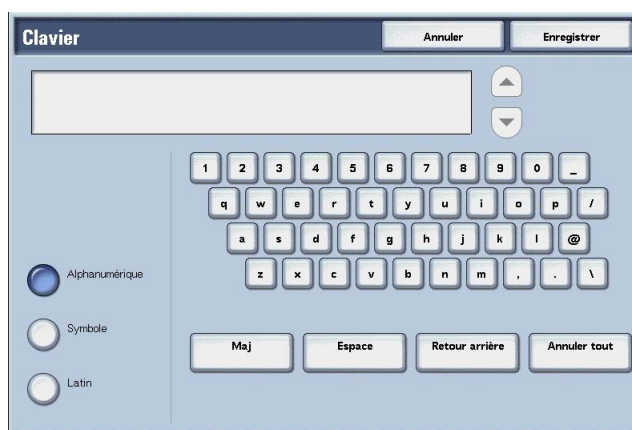 Clavier Annuler Enregistrer
1 2 3 4 5 6 7 8 9 0 _
q w e r t y u i o p /
a s d f g h j k l @
z x c v b n m , . \
Alphanumérique
Symbole
Maj Espace Retour arrière Annuler tout
Latin